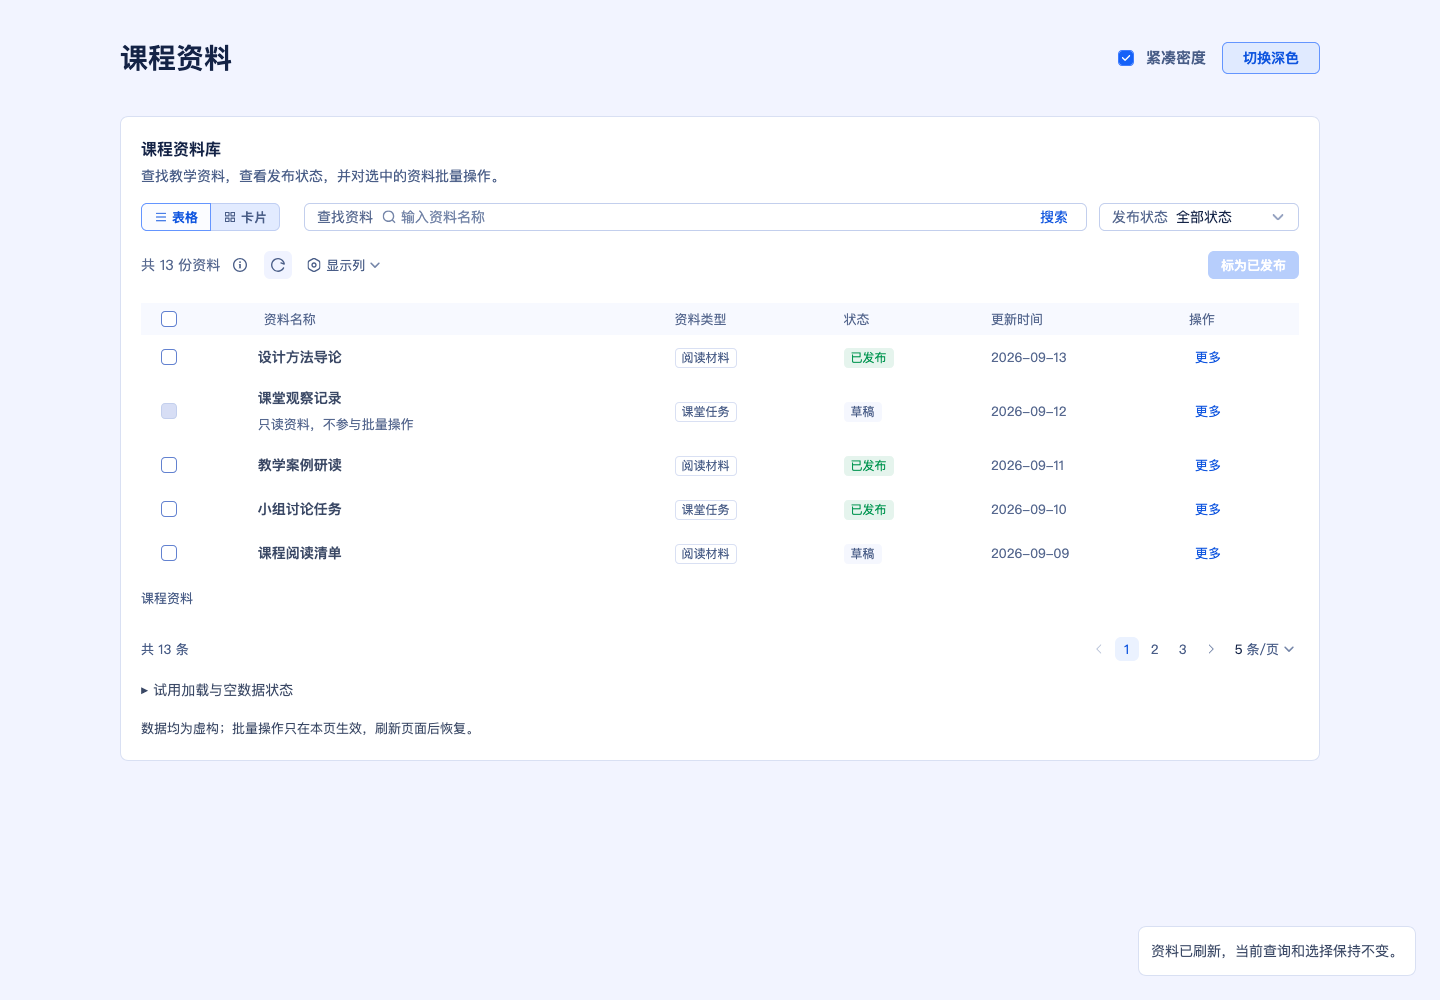 课程资料
紧凑密度
切换深色
课程资料库
查找教学资料，查看发布状态，并对选中的资料批量操作。
表格 卡片 查找资料 输入资料名称 搜索 发布状态 全部状态
共 13 份资料 显示列 标为已发布
资料名称 资料类型 状态 更新时间 操作
设计方法导论 阅读材料 已发布 2026-09-13 更多
课堂观察记录
只读资料，不参与批量操作
课堂任务 草稿 2026-09-12 更多
教学案例研读 阅读材料 已发布 2026-09-11 更多
小组讨论任务 课堂任务 已发布 2026-09-10 更多
课程阅读清单 阅读材料 草稿 2026-09-09 更多
课程资料
共 13 条 1 2 3 5 条/页
试用加载与空数据状态
数据均为虚构；批量操作只在本页生效，刷新页面后恢复。
资料已刷新，当前查询和选择保持不变。